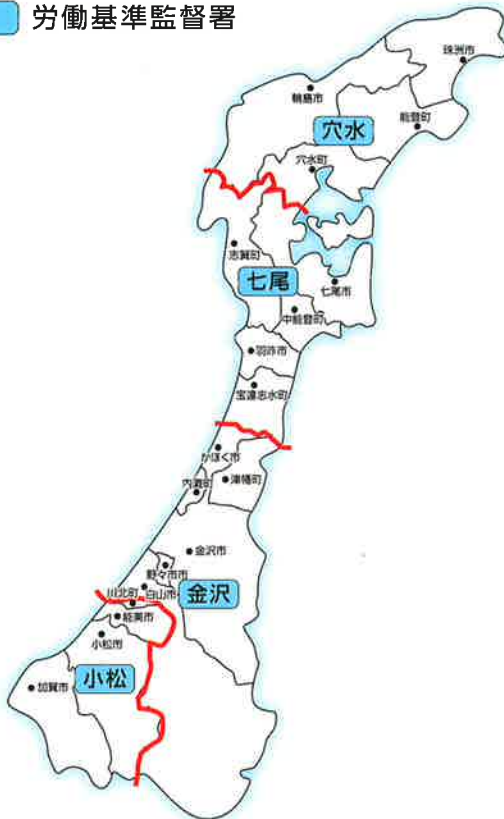 労働基準監督署
珠洲市
輪島市
能登町
穴水
穴水町
志賀町
七尾
七尾市
中能登町
羽咋市
宝達志水町
かほく市
津幡町
内灘町
金沢市
野々市市
金沢
川北町
白山市
能美市
小松市
小松
加賀市